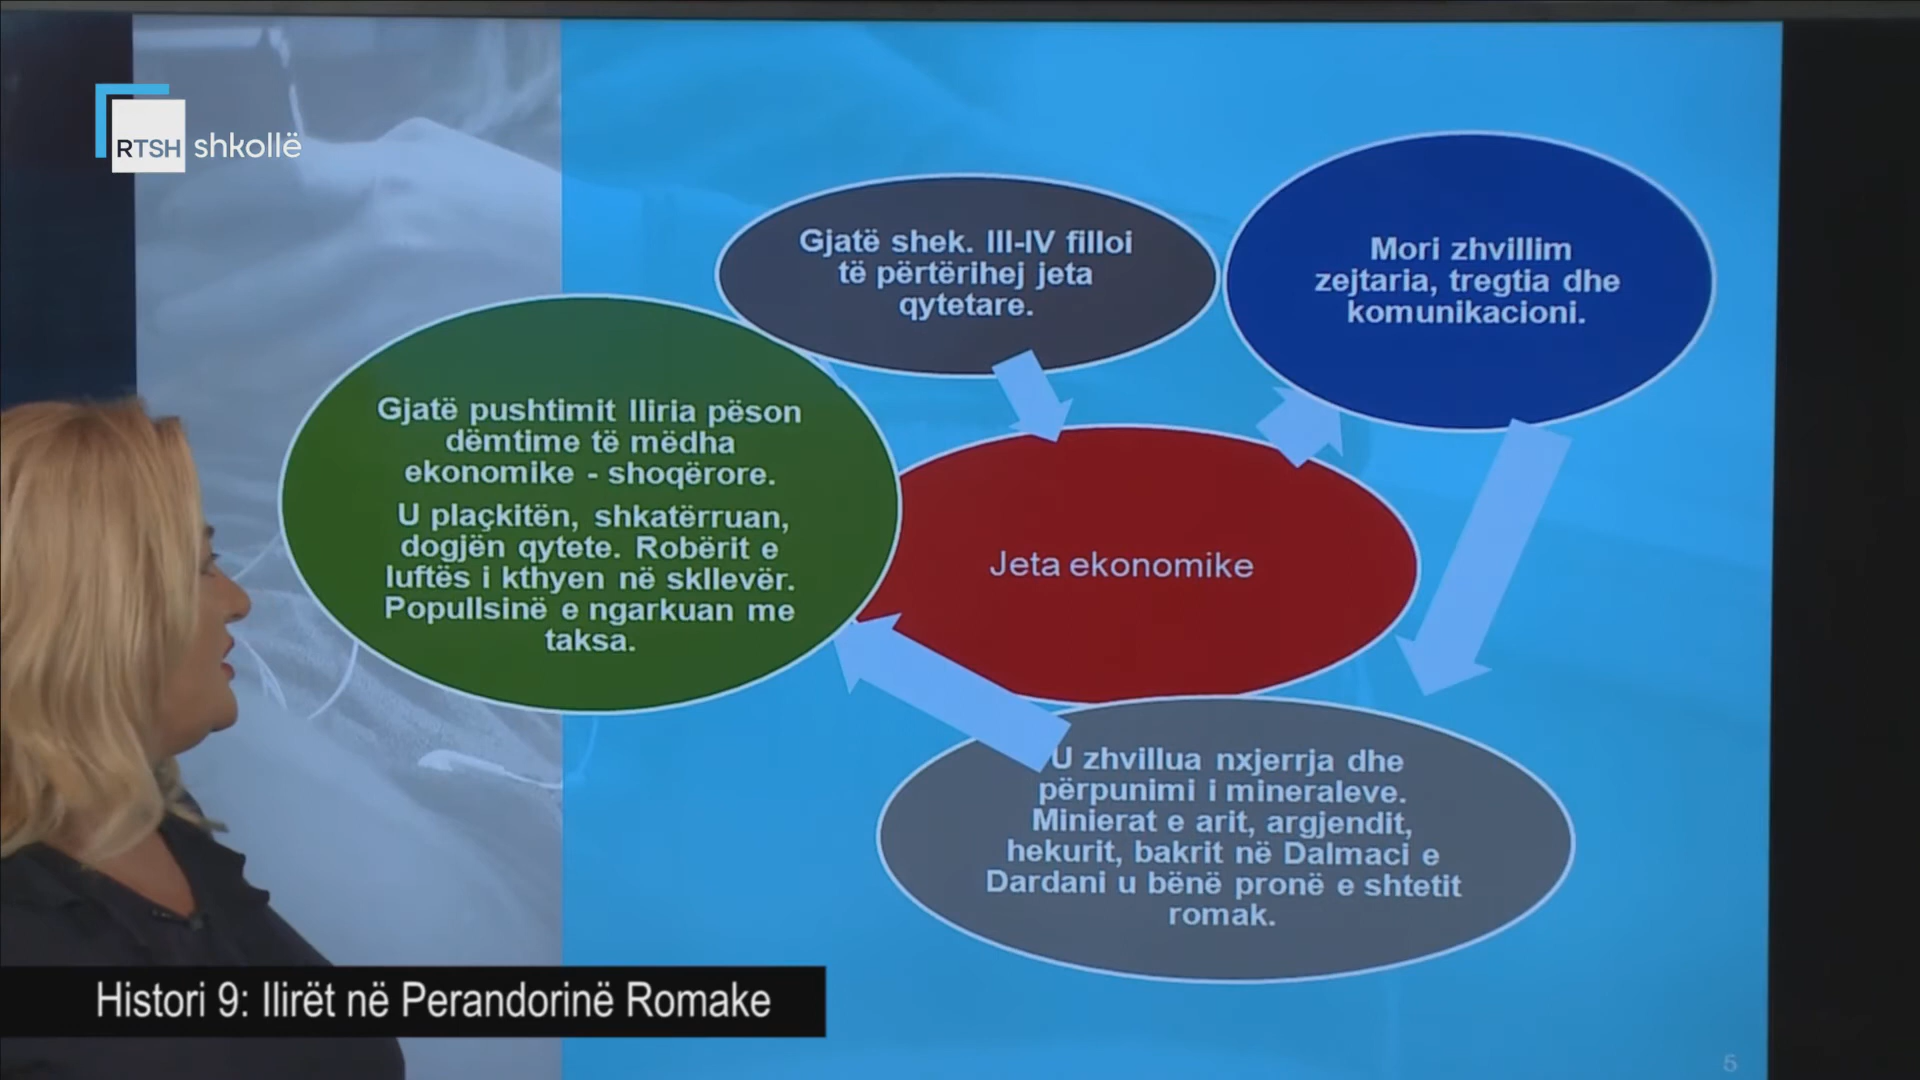 RTSH shkollë
Gjatë shek. III-IV filloi
të përtërihej jeta
qytetare.
Mori zhvillim
zejtaria, tregtia dhe
komunikacioni.
Gjatë pushtimit Iliria pëson
dëmtime të mëdha
ekonomike - shoqërore.
U plaçkitën, shkatërruan,
dogjën qytete. Robërit e
luftës i kthyen në skllevër.
Popullsinë e ngarkuan me
taksa.
Jeta ekonomike
U zhvillua nxjerrja dhe
përpunimi i mineraleve.
Minierat e arit, argjendit,
hekurit, bakrit në Dalmaci e
Dardani u bënë pronë e shtetit
romak.
Histori 9: Ilirët në Perandorinë Romake
5